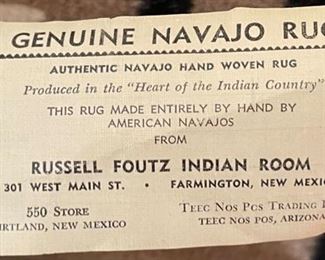 GENUINE NAVAJO RUG
AUTHENTIC NAVAJO HAND WOVEN RUG
Produced in the "Heart of the Indian Country"
THIS RUG MADE ENTIRELY BY HAND BY
AMERICAN NAVAJOS
FROM
RUSSELL FOUTZ INDIAN ROOM
301 WEST MAIN ST. • FARMINGTON, NEW MEXIC
550 STORE TEEC NOS POS TRADING
IRTLAND, NEW MEXICO TEEC NOS POS, ARIZONA